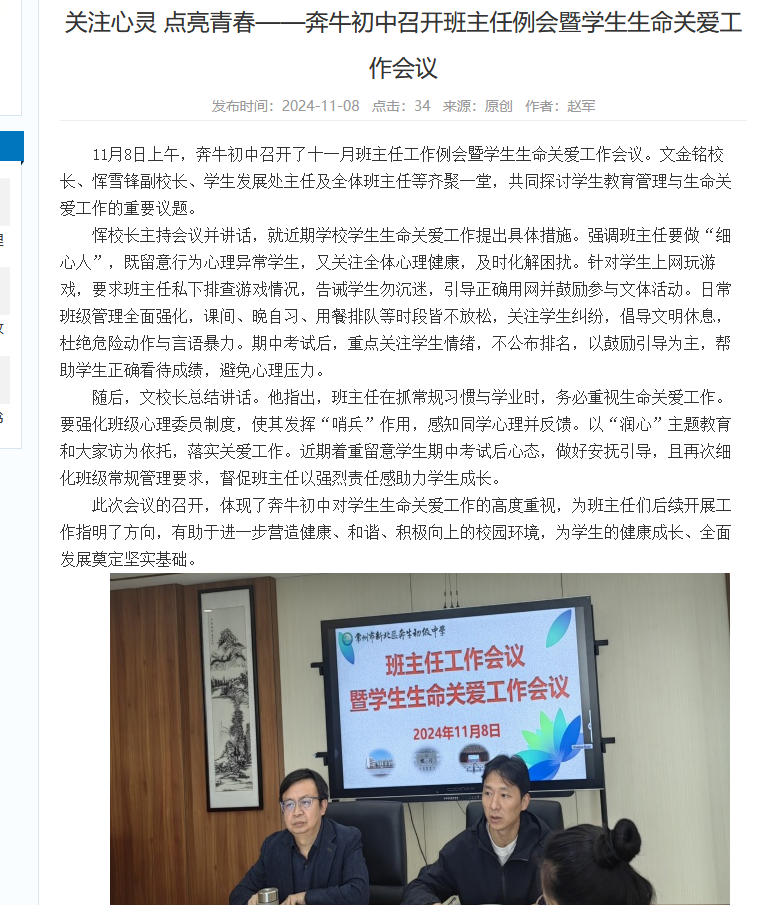 关注心灵 点亮青春——奔牛初中召开班主任例会暨学生生命关爱工
作会议
发布时间：2024-11-08 点击：34 来源：原创 作者：赵军
11月8日上午，奔牛初中召开了十一月班主任工作例会暨学生生命关爱工作会议。文金铭校
长、恽雪锋副校长、学生发展处主任及全体班主任等齐聚一堂，共同探讨学生教育管理与生命关
爱工作的重要议题。
恽校长主持会议并讲话，就近期学校学生生命关爱工作提出具体措施。强调班主任要做“细
心人”，既留意行为心理异常学生，又关注全体心理健康，及时化解困扰。针对学生上网玩游
戏，要求班主任私下排查游戏情况，告诫学生勿沉迷，引导正确用网并鼓励参与文体活动。日常
班级管理全面强化，课间、晚自习、用餐排队等时段皆不放松，关注学生纠纷，倡导文明休息，
杜绝危险动作与言语暴力。期中考试后，重点关注学生情绪，不公布排名，以鼓励引导为主，帮
助学生正确看待成绩，避免心理压力。
随后，文校长总结讲话。他指出，班主任在抓常规习惯与学业时，务必重视生命关爱工作。
要强化班级心理委员制度，使其发挥“哨兵”作用，感知同学心理并反馈。以“润心”主题教育
和大家访为依托，落实关爱工作。近期着重留意学生期中考试后心态，做好安抚引导，且再次细
化班级常规管理要求，督促班主任以强烈责任感助力学生成长。
此次会议的召开，体现了奔牛初中对学生生命关爱工作的高度重视，为班主任们后续开展工
作指明了方向，有助于进一步营造健康、和谐、积极向上的校园环境，为学生的健康成长、全面
发展奠定坚实基础。
常州市新北区奔牛初级中学
班主任工作会议
暨学生生命关爱工作会议
2024年11月8日